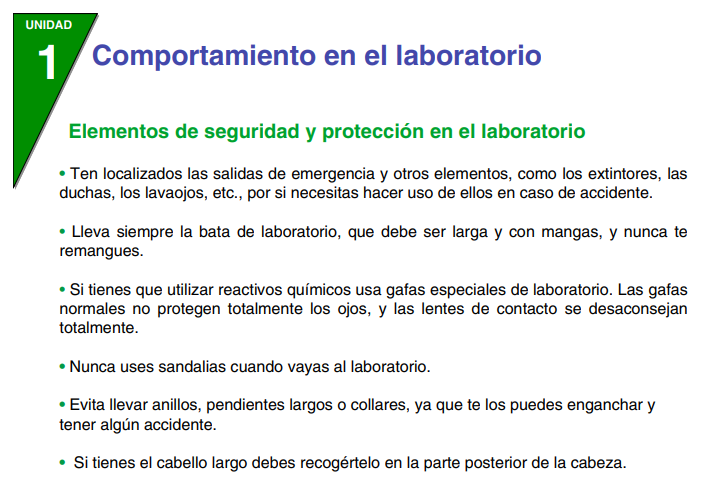 UNIDAD
1
Comportamiento en el laboratorio
Elementos de seguridad y protección en el laboratorio
• Ten localizados las salidas de emergencia y otros elementos, como los extintores, las
duchas, los lavaojos, etc., por si necesitas hacer uso de ellos en caso de accidente.
• Lleva siempre la bata de laboratorio, que debe ser larga y con mangas, y nunca te
remangues.
• Si tienes que utilizar reactivos químicos usa gafas especiales de laboratorio. Las gafas
normales no protegen totalmente los ojos, y las lentes de contacto se desaconsejan
totalmente.
• Nunca uses sandalias cuando vayas al laboratorio.
• Evita llevar anillos, pendientes largos o collares, ya que te los puedes enganchar y
tener algún accidente.
• Si tienes el cabello largo debes recogértelo en la parte posterior de la cabeza.